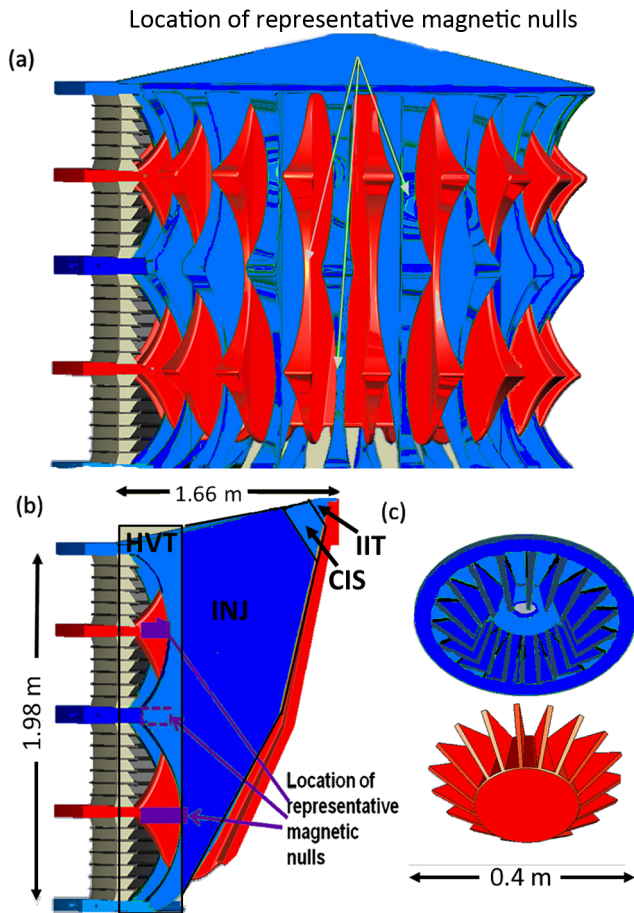 Location of representative magnetic nulls
(a)
(b)
1.66 m
(c)
HVT
IIT
CIS
INJ
1.98 m
Location of
representative
magnetic
nulls
0.4 m